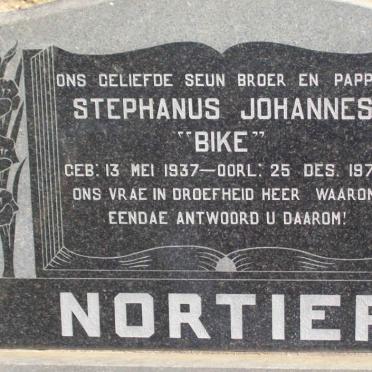 ONS GELIEFDE SEUN BROER EN PAPP
STEPHANUS JOHANNES
"BIKE"
GEB: 13 MEI 1937—OORL: 25 DES. 197
ONS VRAE IN DROEFHEID HEER WAAROM
EENDAE ANTWOORD U DAAROM!
NORTIER